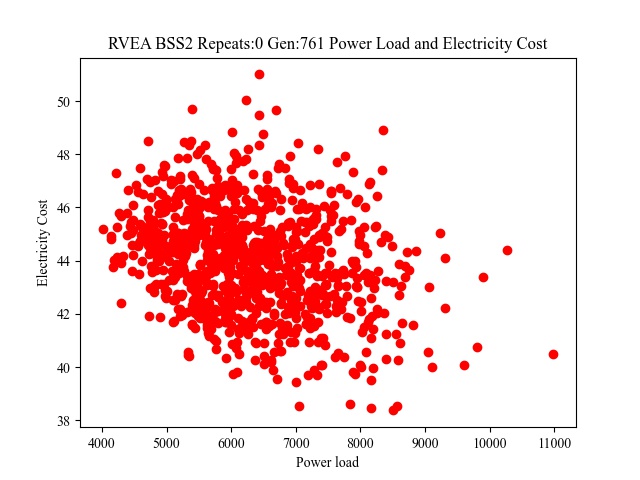 RVEA BSS2 Repeats:0 Gen:761 Power Load and Electricity Cost
50
48
46
44
42
40
38
Electricity Cost
4000 5000 6000 7000 8000 9000 10000 11000
Power load